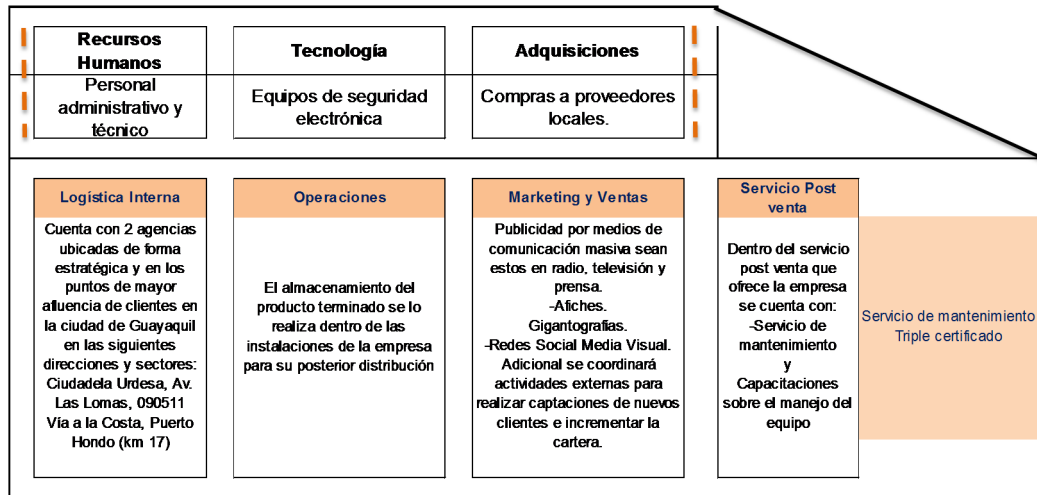 Recursos
Humanos
Personal
administrativo y
técnico
Tecnología
Equipos de seguridad
electrónica
Adquisiciones
Compras a proveedores
locales.
Logística Interna
Cuenta con 2 agencias
ubicadas de forma
estratégica y en los
puntos de mayor
afluencia de clientes en
la ciudad de Guayaquil
en las siguientes
direcciones y sectores:
Ciudadela Urdesa, Av.
Las Lomas, 090511
Vía a la Costa, Puerto
Hondo (km 17)
Operaciones
El almacenamiento del
producto terminado se lo
realiza dentro de las
instalaciones de la empresa
para su posterior distribución
Marketing y Ventas
Publicidad por medios de
comunicación masiva sean
estos en radio, televisión y
prensa.
-Afiches.
Gigantografías.
-Redes Social Media Visual.
Adicional se coordinará
actividades externas para
realizar captaciones de nuevos
clientes e incrementar la
cartera.
Servicio Post
venta
Dentro del servicio
post venta que
ofrece la empresa
se cuenta con:
-Servicio de
mantenimiento
y
Capacitaciones
sobre el manejo del
equipo
Servicio de mantenimiento
Triple certificado